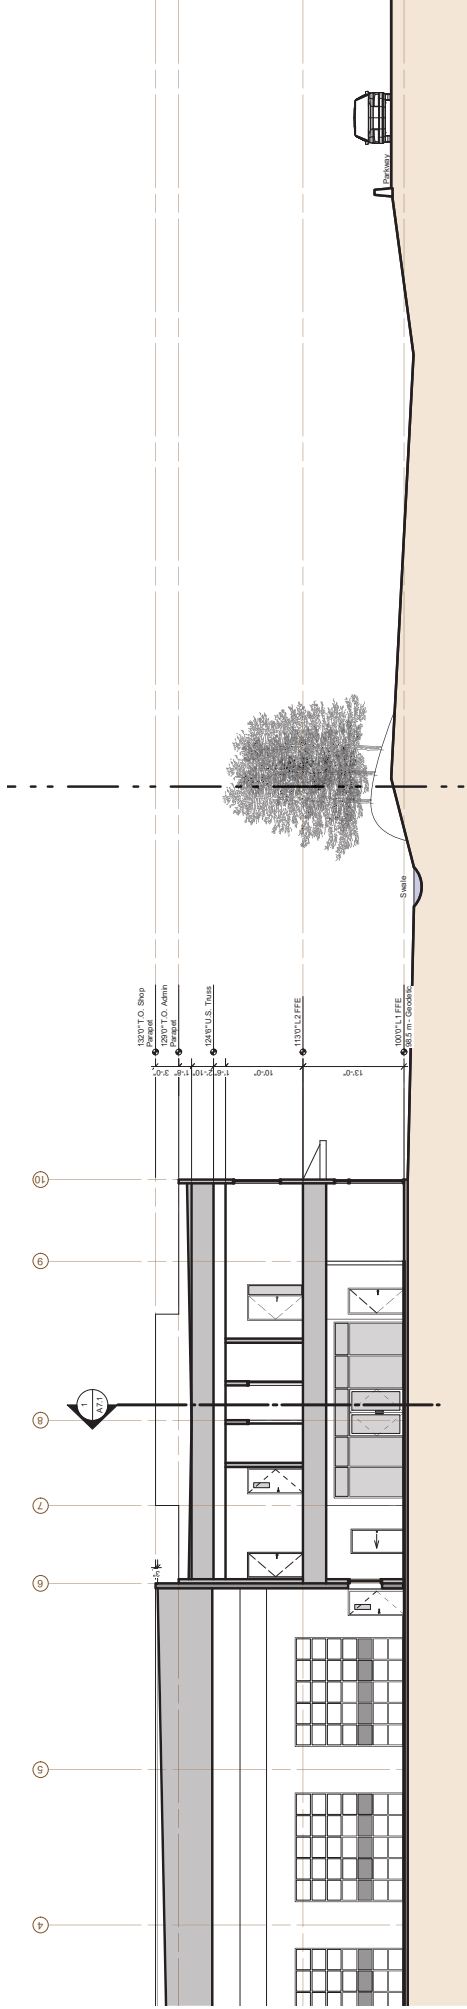 Parkway
Swale
132'0" T.O. Shop
Parapet
129'0" T.O. Admin
Parapet
124'6" U.S. Truss
113'0" L2 FFE
100'0" L1 FFE
98.5 m - Geodetic
3'-0"
1'-8"
2'-10"
1'-6"
10'-0"
13'-0"
10
9
1
A7.1
8
7
6
5
4